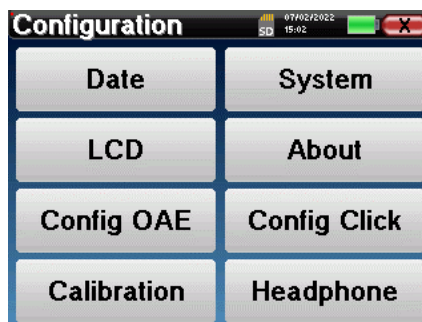 Configuration
SD
07/02/2022
15:02
X
Date
System
LCD
About
Config OAE
Config Click
Calibration
Headphone